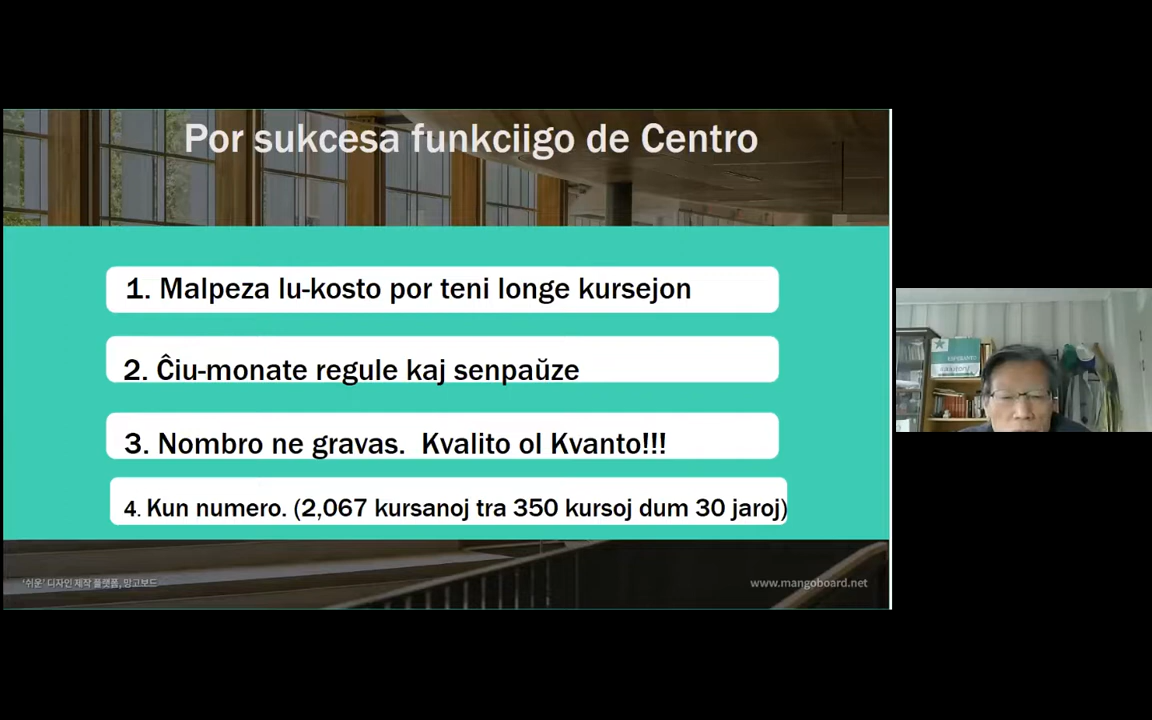 Por sukcesa funkciigo de Centro
1. Malpeza lu-kosto por teni longe kursejon
2. Ĉiu-monate regule kaj senpaŭze
3. Nombro ne gravas.  Kvalito ol Kvanto!!!
4. Kun numero. (2,067 kursanoj tra 350 kursoj dum 30 jaroj)
'쉬운' 디자인 제작 플랫폼, 망고보드
www.mangoboard.net